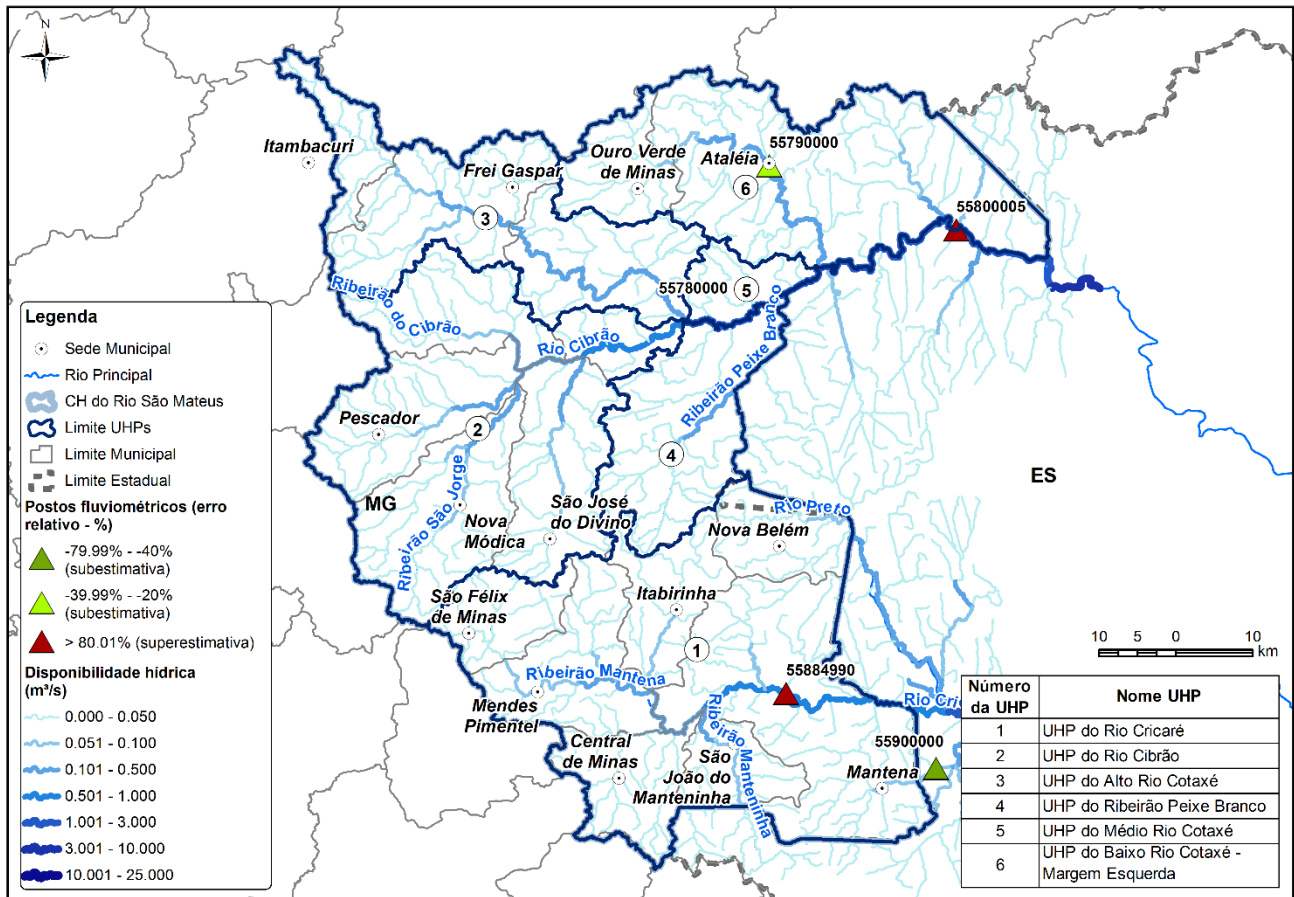 N
Itambacuri
Frei Gaspar
Ouro Verde
de Minas
Ataléia
55790000
6
3
55800005
55780000
5
Ribeirão do Cibrão
Rio Cibrão
Ribeirão Peixe Branco
Pescador
2
4
MG
ES
Ribeirão São Jorge
Nova
Módica
São José
do Divino
Rio Preto
Nova Belém
São Félix
de Minas
Itabirinha
1
Ribeirão Mantena
55884990
Mendes
Pimentel
Rio Cri
Central
de Minas
Ribeirão Manteninha
São
João do
Manteninha
55900000
Mantena
10 5 0 10
km
Legenda
Sede Municipal
Rio Principal
CH do Rio São Mateus
Limite UHPs
Limite Municipal
Limite Estadual
Postos fluviométricos (erro
relativo - %)
-79.99% - -40%
(subestimativa)
-39.99% - -20%
(subestimativa)
> 80.01% (superestimativa)
Disponibilidade hídrica
(m³/s)
0.000 - 0.050
0.051 - 0.100
0.101 - 0.500
0.501 - 1.000
1.001 - 3.000
3.001 - 10.000
10.001 - 25.000
Número
da UHP
Nome UHP
1 UHP do Rio Cricaré
2 UHP do Rio Cibrão
3 UHP do Alto Rio Cotaxé
4 UHP do Ribeirão Peixe Branco
5 UHP do Médio Rio Cotaxé
6 UHP do Baixo Rio Cotaxé -
Margem Esquerda